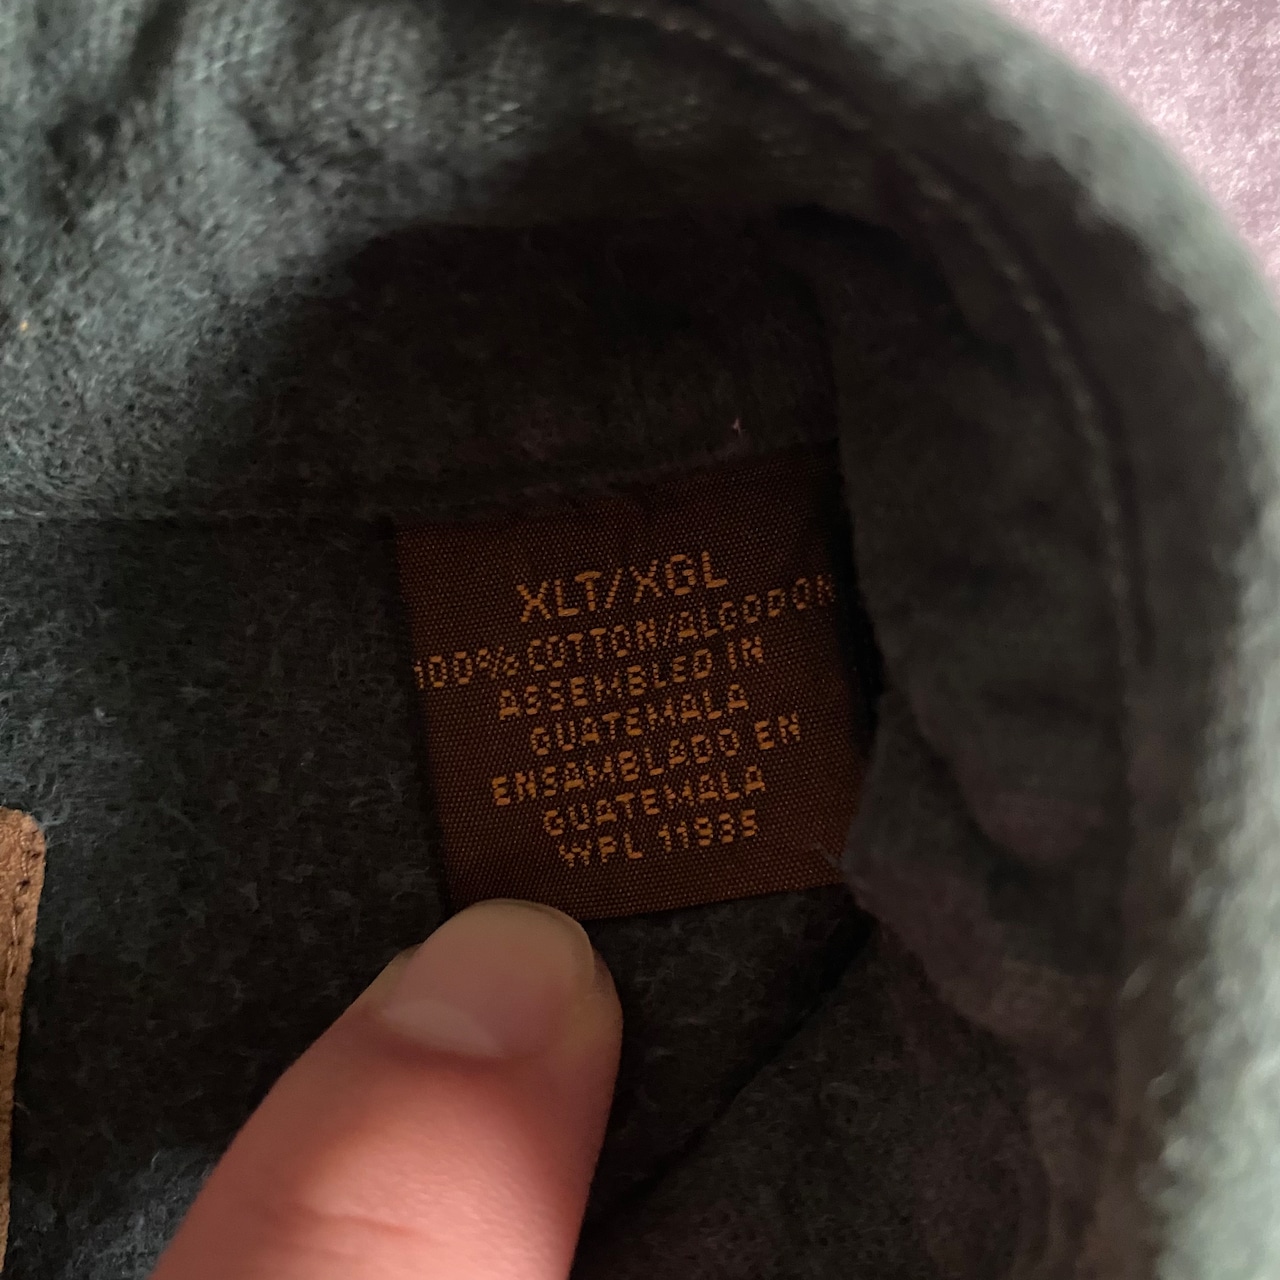 XLT/XGL
100% COTTON/ALGODON
ASSEMBLED IN
GUATEMALA
ENSAMBLADO EN
GUATEMALA
WPL 11935